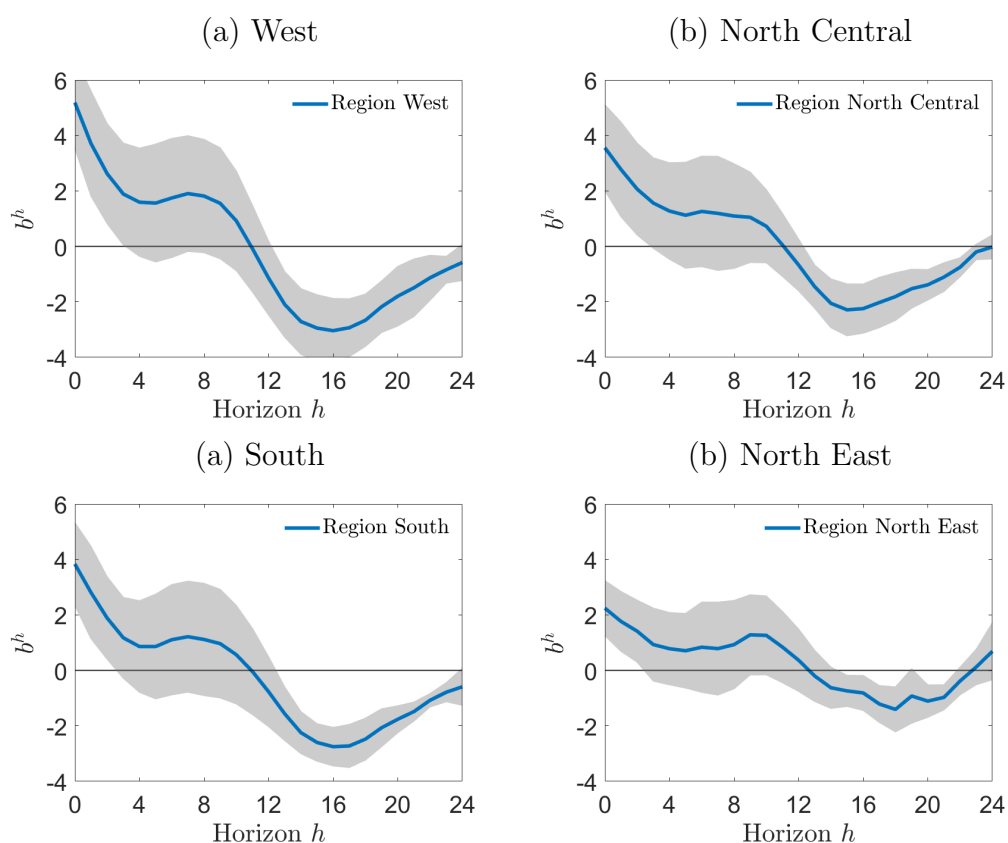 (a) West
(b) North Central
6
4
2
0
-2
-4
b^h
Region West
0 4 8 12 16 20 24
Horizon h
6
4
2
0
-2
-4
b^h
Region North Central
0 4 8 12 16 20 24
Horizon h
(a) South
(b) North East
6
4
2
0
-2
-4
b^h
Region South
0 4 8 12 16 20 24
Horizon h
6
4
2
0
-2
-4
b^h
Region North East
0 4 8 12 16 20 24
Horizon h